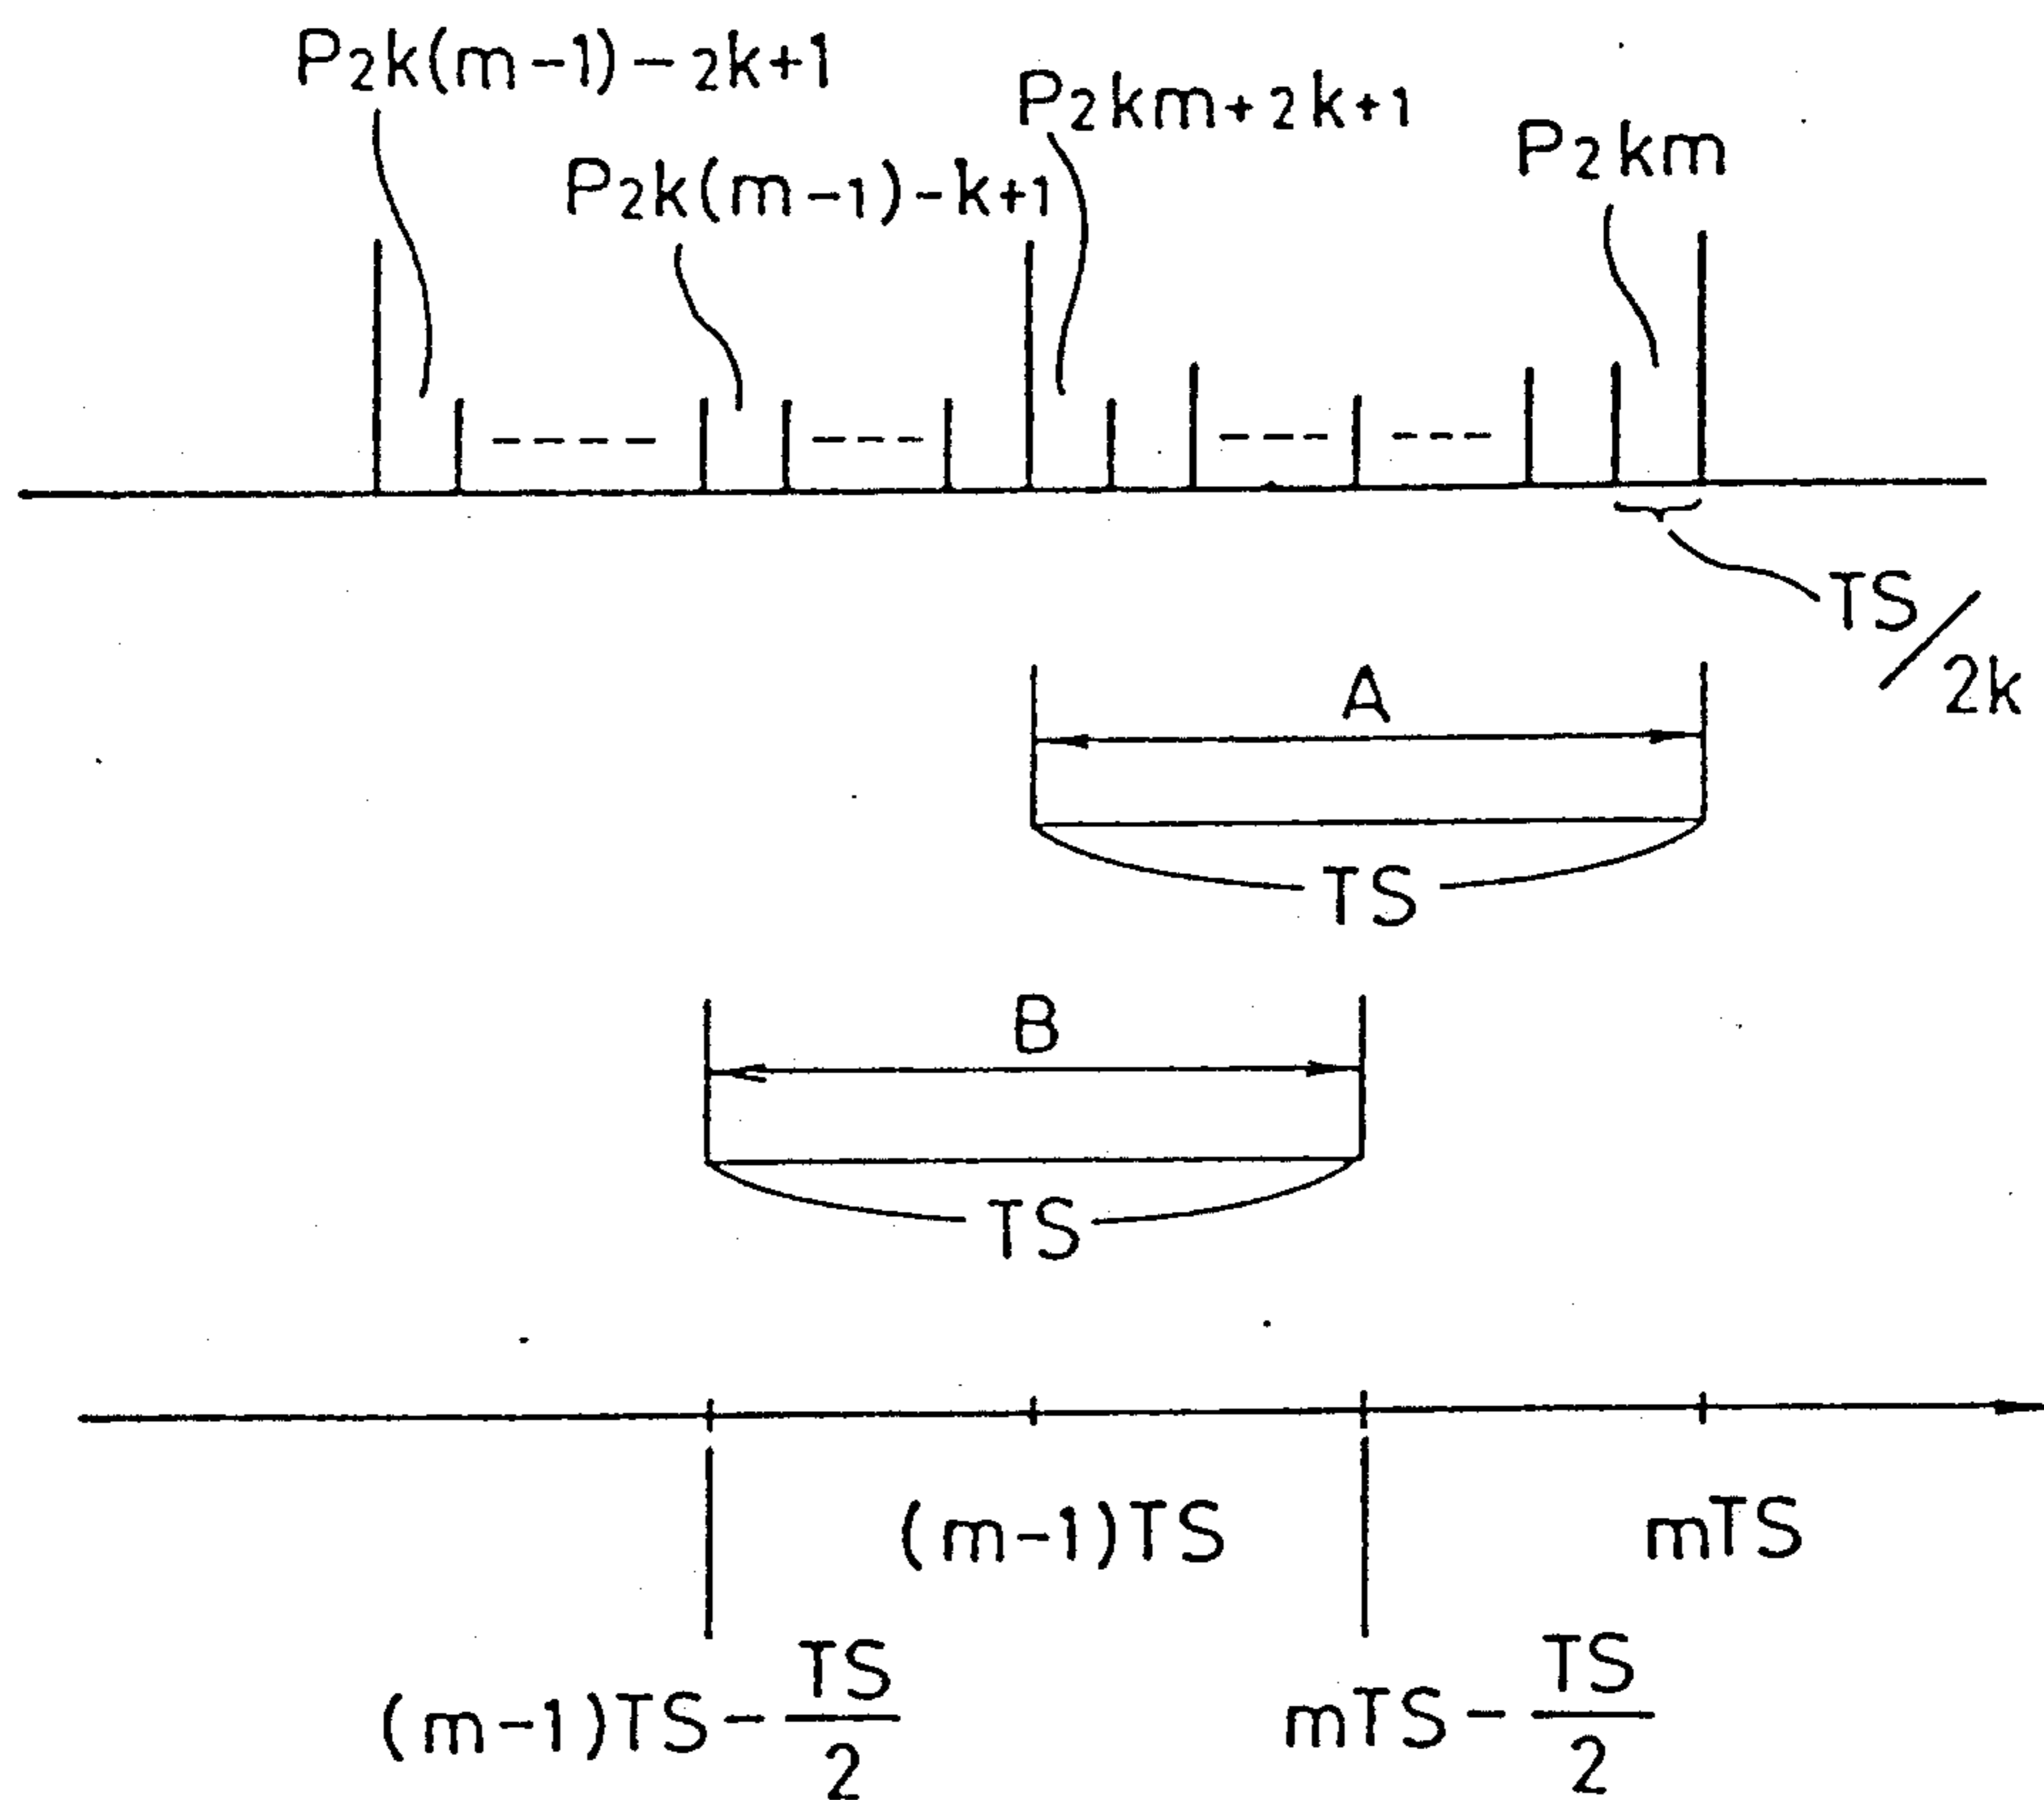 P2k(m-1)-2k+1
P2km+2k+1
P2km
P2k(m-1)-k+1
TS/2k
A
TS
B
TS
(m-1)TS
mTS
(m-1)TS-TS/2
mTS-TS/2